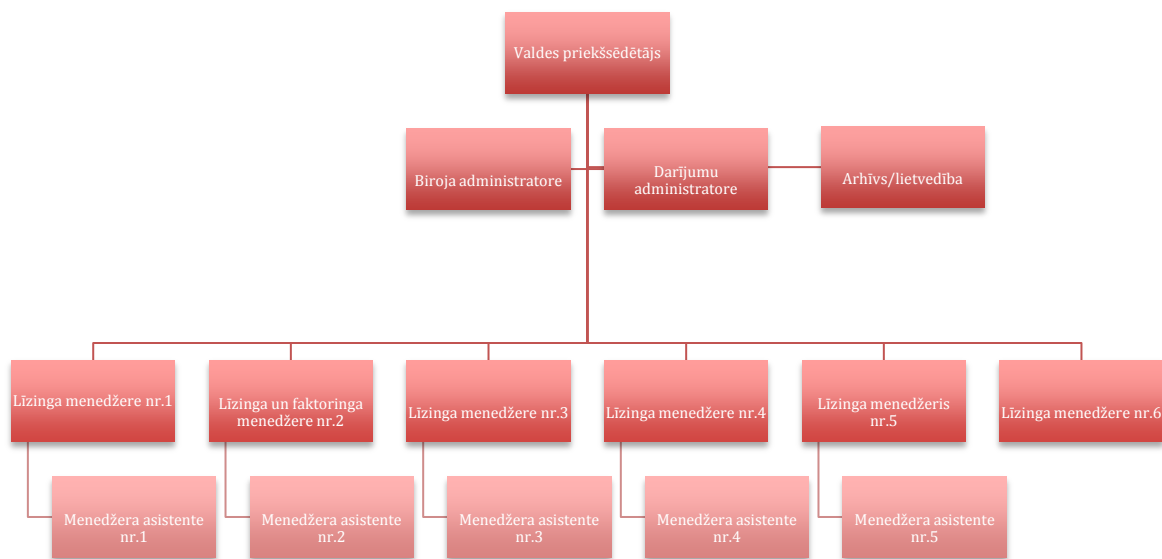 Valdes priekšsēdētājs
Biroja administratore
Darījumu
administratore
Arhīvs/lietvedība
Līzinga menedžere nr.1
Līzinga un faktoringa
menedžere nr.2
Līzinga menedžere nr.3
Līzinga menedžere nr.4
Līzinga menedžeris
nr.5
Līzinga menedžere nr.6
Menedžera asistente
nr.1
Menedžera asistente
nr.2
Menedžera asistente
nr.3
Menedžera asistente
nr.4
Menedžera asistente
nr.5